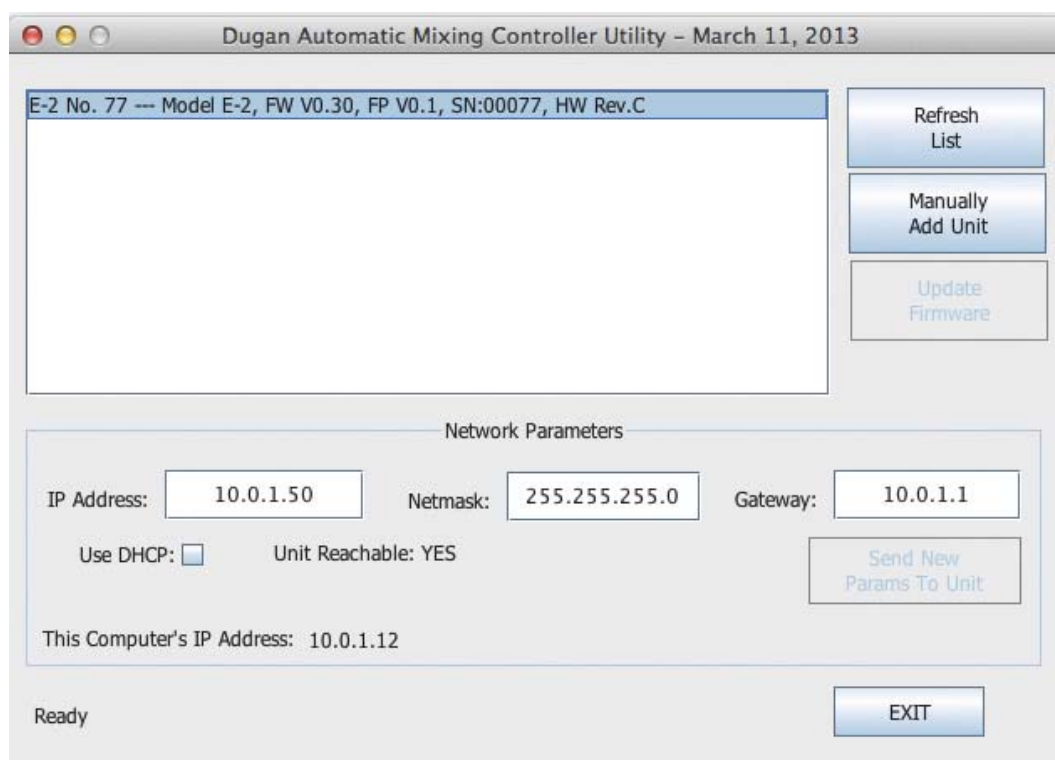 Dugan Automatic Mixing Controller Utility – March 11, 2013
E-2 No. 77 --- Model E-2, FW V0.30, FP V0.1, SN:00077, HW Rev.C
Refresh
List
Manually
Add Unit
Update
Firmware
Network Parameters
IP Address: 10.0.1.50 Netmask: 255.255.255.0 Gateway: 10.0.1.1
Use DHCP: Unit Reachable: YES
Send New
Params To Unit
This Computer's IP Address: 10.0.1.12
Ready
EXIT